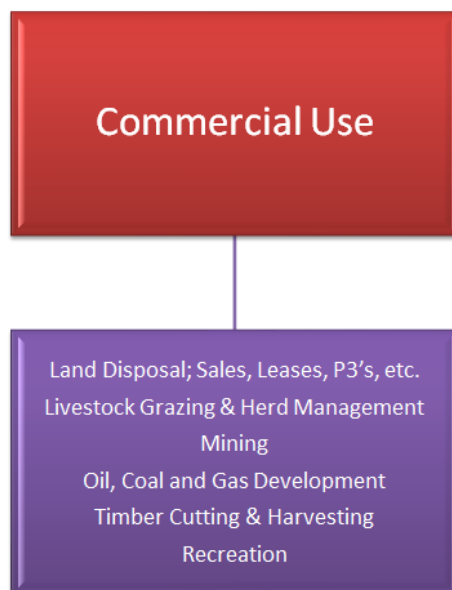 Commercial Use
Land Disposal; Sales, Leases, P3's, etc.
Livestock Grazing & Herd Management
Mining
Oil, Coal and Gas Development
Timber Cutting & Harvesting
Recreation